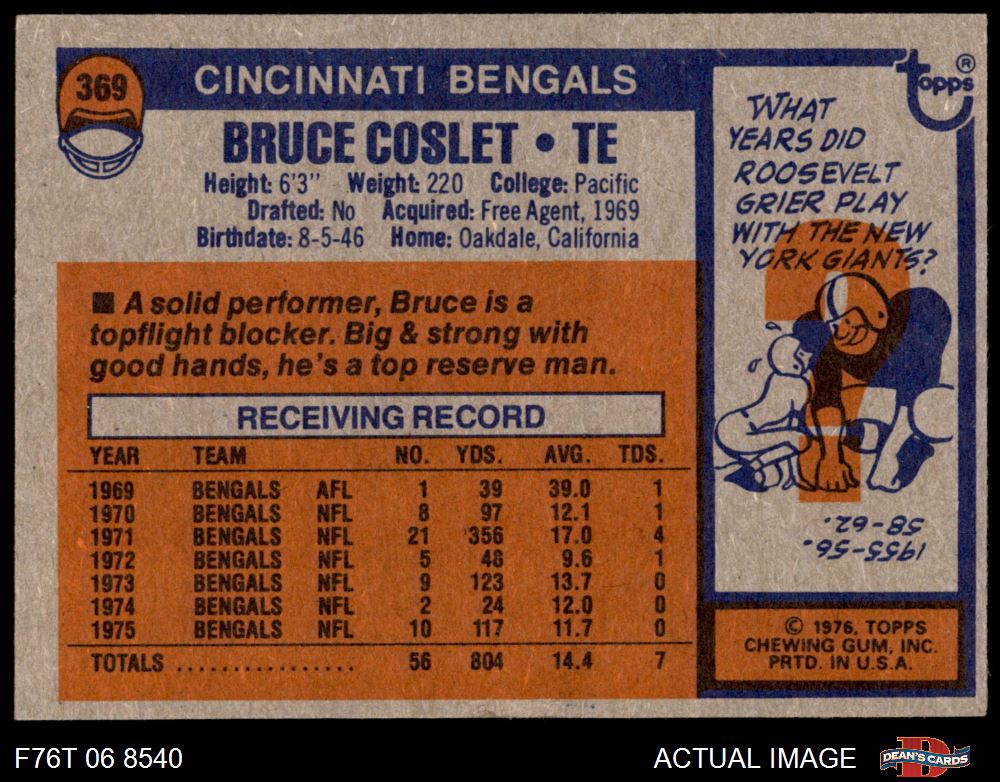 369
CINCINNATI BENGALS
BRUCE COSLET • TE
Height: 6'3" Weight: 220 College: Pacific
Drafted: No Acquired: Free Agent, 1969
Birthdate: 8-5-46 Home: Oakdale, California
■ A solid performer, Bruce is a
topflight blocker. Big & strong with
good hands, he's a top reserve man.
RECEIVING RECORD
YEAR TEAM NO. YDS. AVG. TDS.
1969 BENGALS AFL 1 39 39.0 1
1970 BENGALS NFL 8 97 12.1 1
1971 BENGALS NFL 21 356 17.0 4
1972 BENGALS NFL 5 48 9.6 1
1973 BENGALS NFL 9 123 13.7 0
1974 BENGALS NFL 2 24 12.0 0
1975 BENGALS NFL 10 117 11.7 0
TOTALS ................ 56 804 14.4 7
topps®
WHAT
YEARS DID
ROOSEVELT
GRIER PLAY
WITH THE NEW
YORK GIANTS?
1955-56-
58-62.
© 1976, TOPPS
CHEWING GUM, INC.
PRTD. IN U.S.A.
F76T 06 8540
ACTUAL IMAGE
DEAN'S CARDS